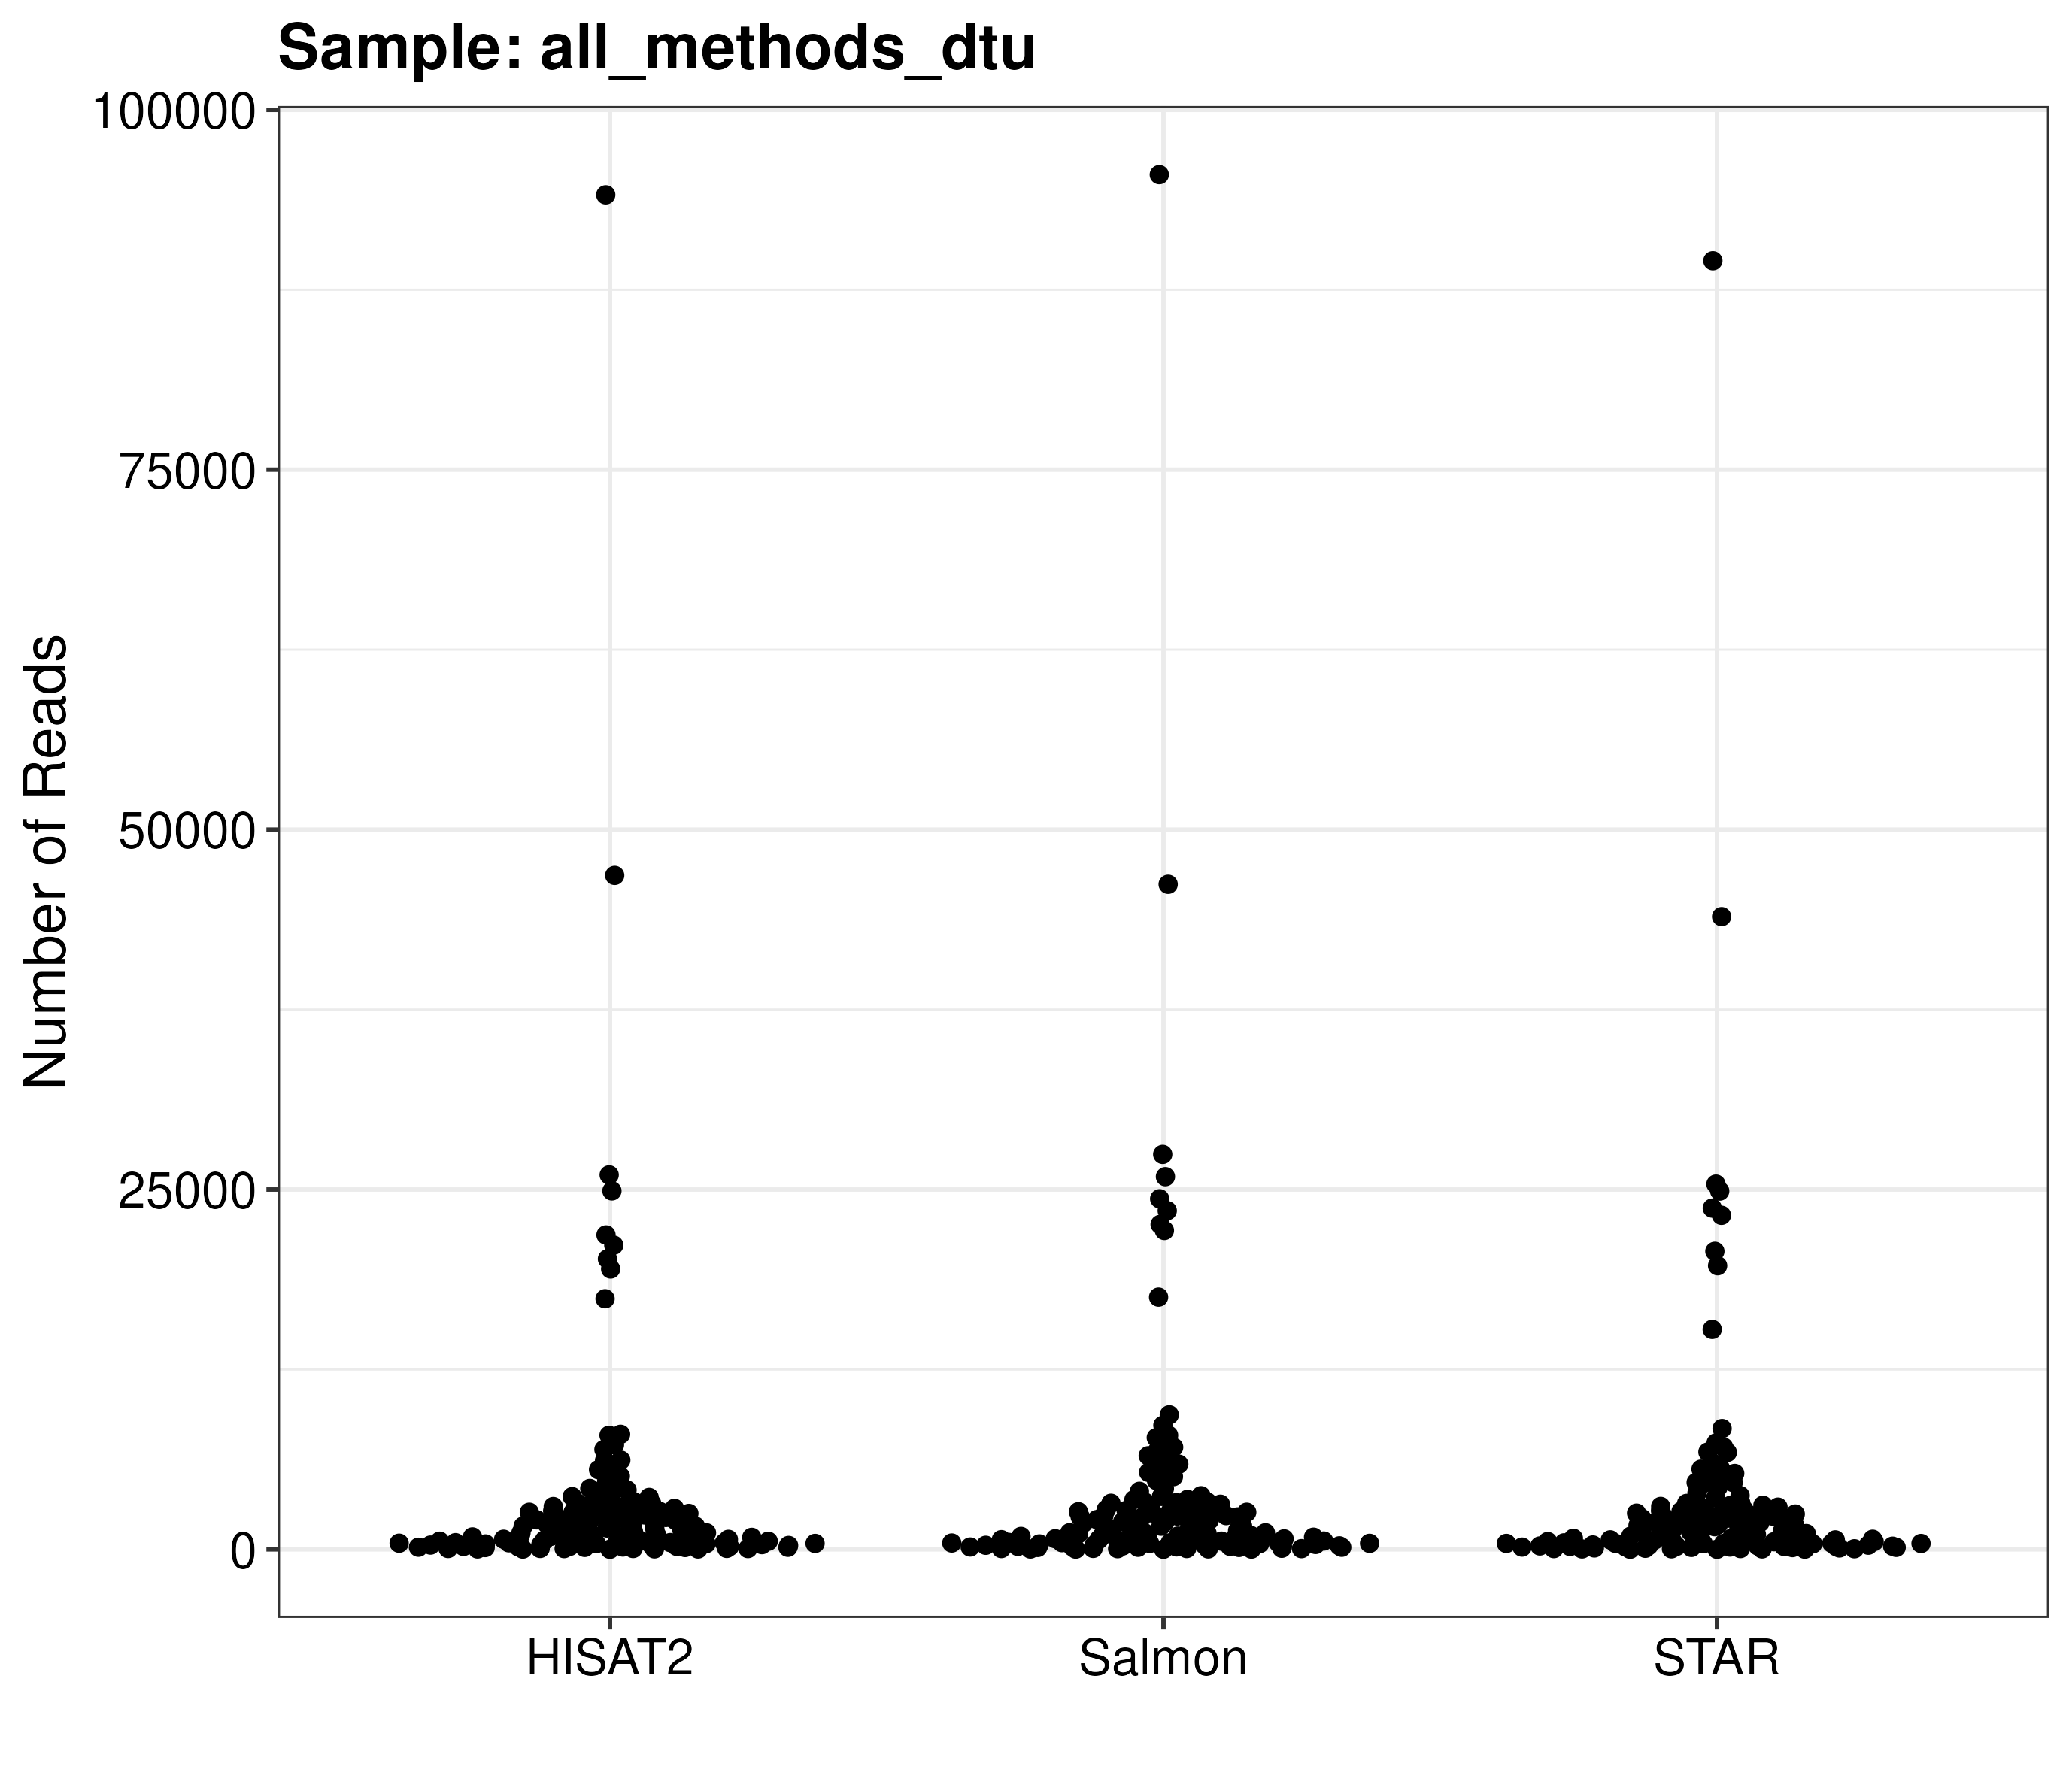 Sample: all_methods_dtu
100000
75000
50000
25000
0
Number of Reads
HISAT2
Salmon
STAR